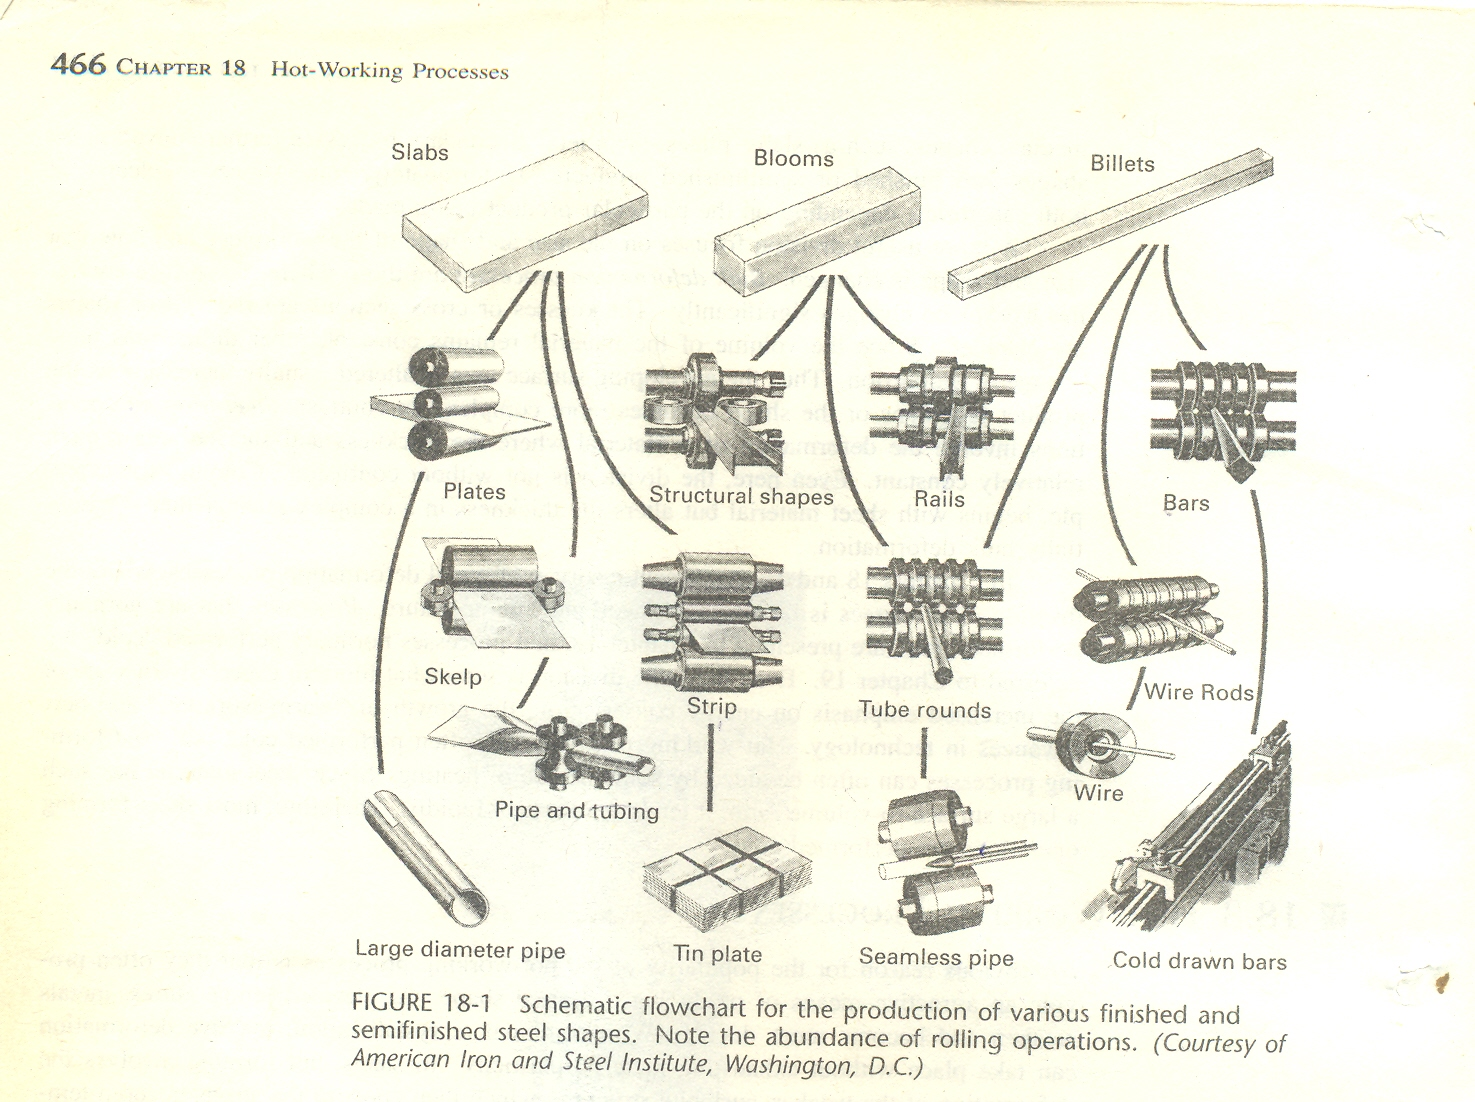 466 CHAPTER 18 Hot-Working Processes
Slabs
Blooms
Billets
Plates
Structural shapes
Rails
Bars
Skelp
Strip
Tube rounds
Wire Rods
Pipe and tubing
Wire
Large diameter pipe
Tin plate
Seamless pipe
Cold drawn bars
FIGURE 18-1 Schematic flowchart for the production of various finished and
semifinished steel shapes. Note the abundance of rolling operations. (Courtesy of
American Iron and Steel Institute, Washington, D.C.)